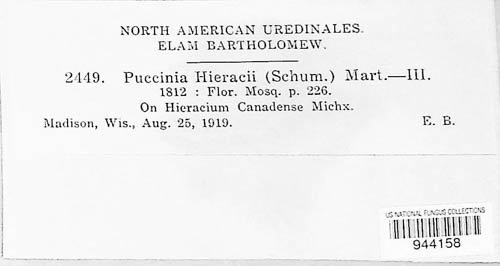 NORTH AMERICAN UREDINALES.
ELAM BARTHOLOMEW.
2449. Puccinia Hieracii (Schum.) Mart.—III.
1812 : Flor. Mosq. p. 226.
On Hieracium Canadense Michx.
Madison, Wis., Aug. 25, 1919. E. B.
US NATIONAL FUNGUS COLLECTIONS
944158